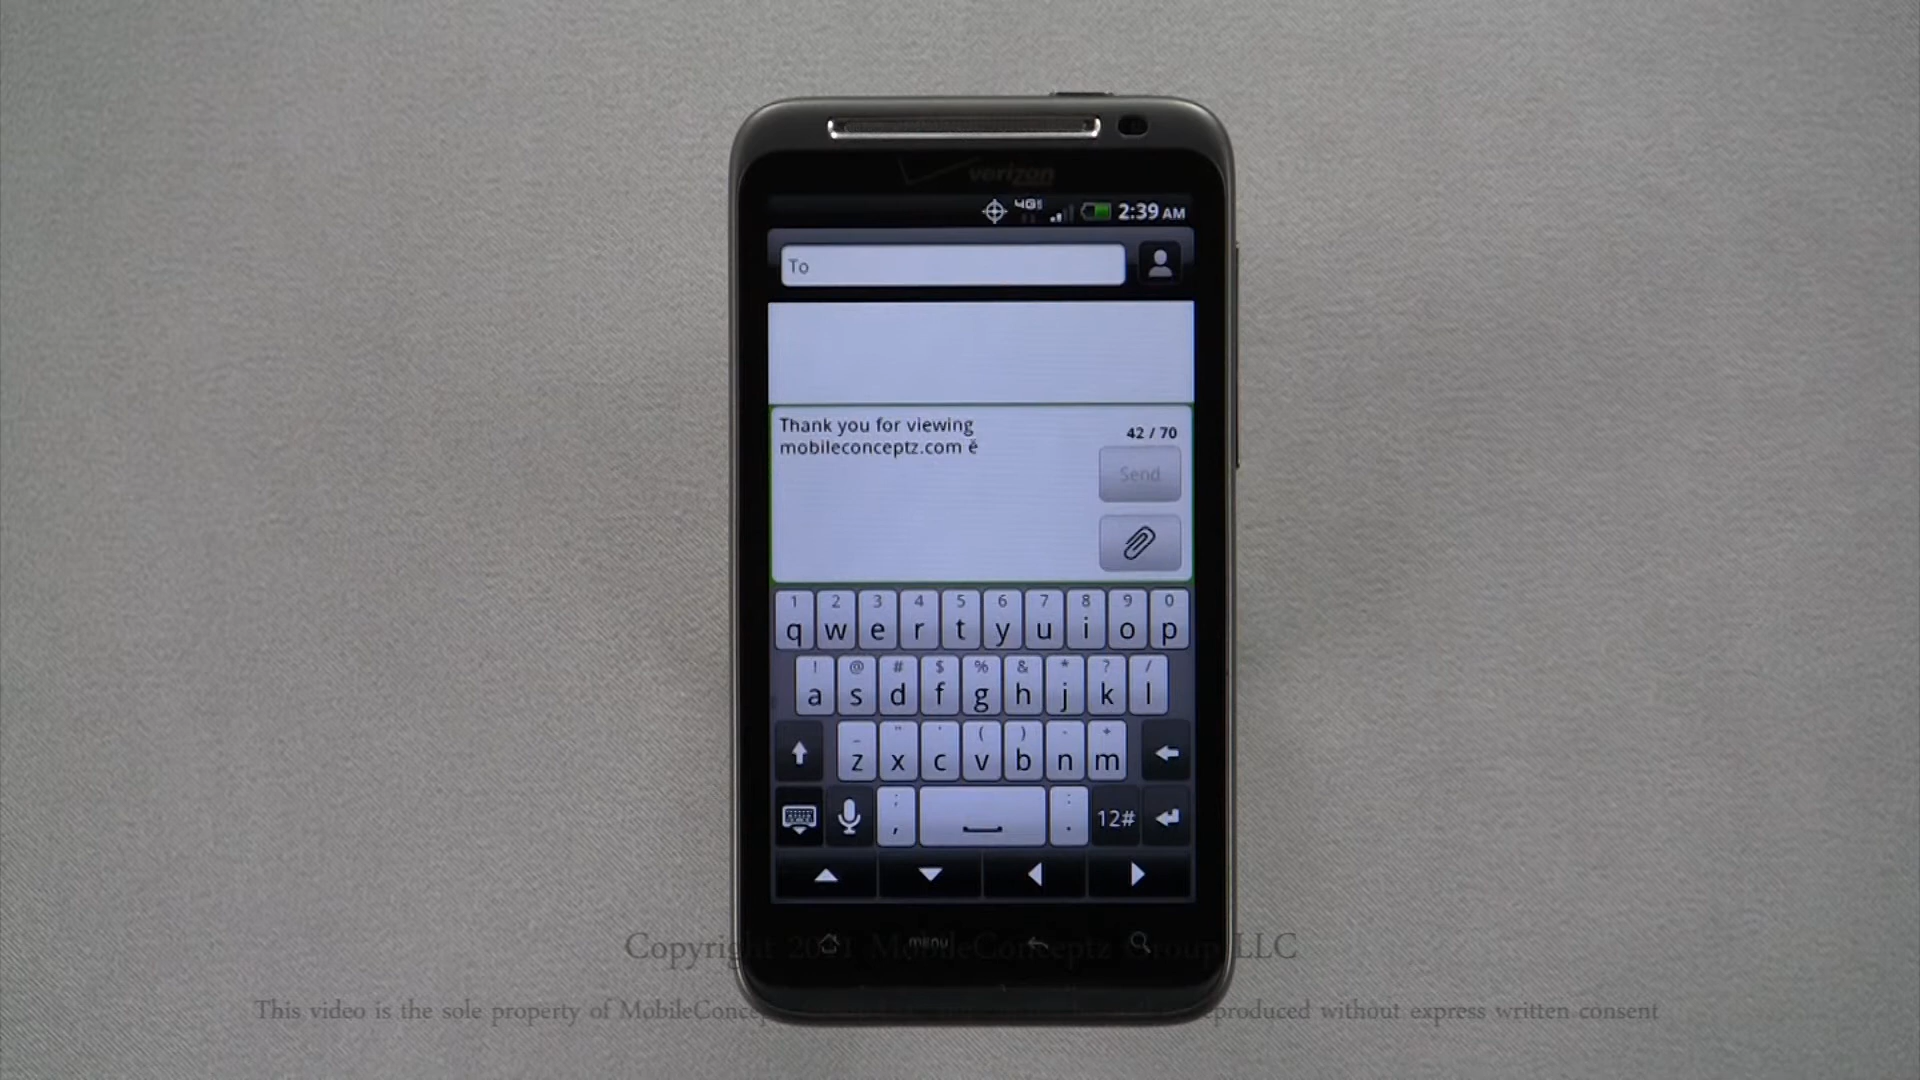 verizon
4G
2:39 AM
To
Thank you for viewing
mobileconceptz.com ě
42 / 70
Send
1 2 3 4 5 6 7 8 9 0
q w e r t y u i o p
! @ # $ % & * ? /
a s d f g h j k l
_ " ' ( ) - +
z x c v b n m
; :
, . 12#
menu
Copyright 2011 MobileConceptz Group LLC
This video is the sole property of MobileConcep eproduced without express written consent